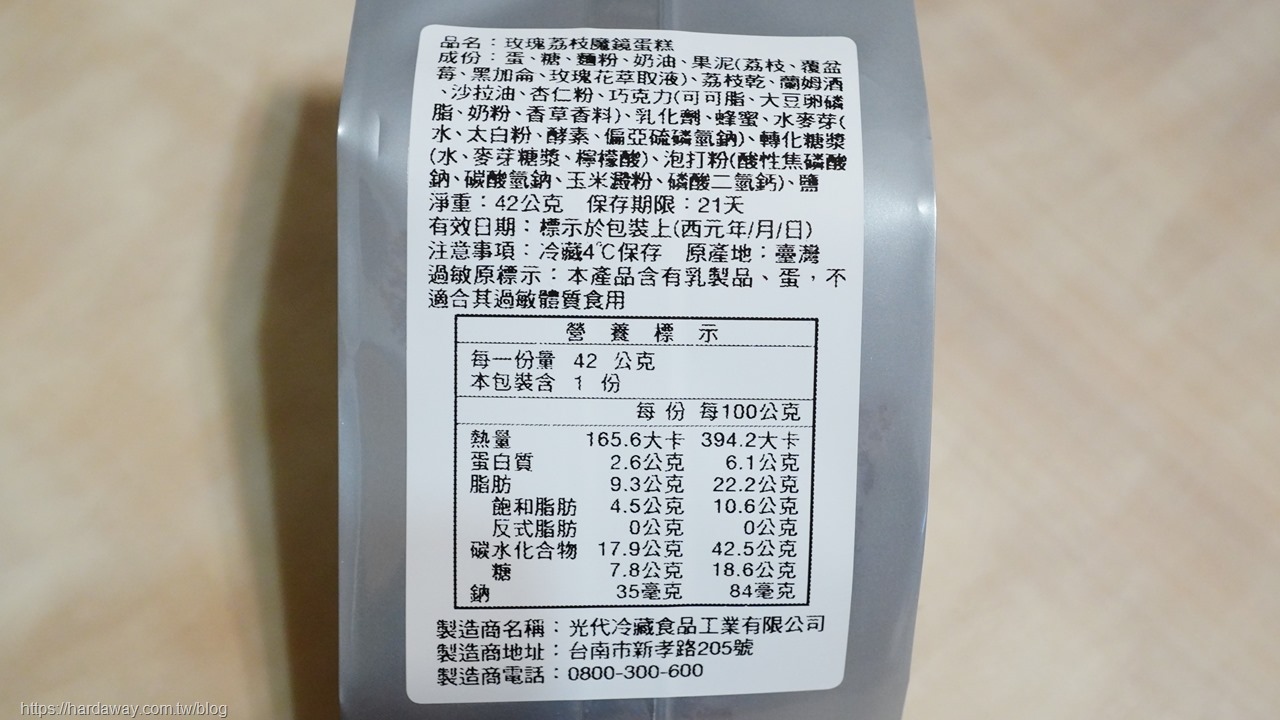 品名：玫瑰荔枝魔鏡蛋糕
成份：蛋、糖、麵粉、奶油、果泥(荔枝、覆盆
莓、黑加侖、玫瑰花萃取液)、荔枝乾、蘭姆酒
、沙拉油、杏仁粉、巧克力(可可脂、大豆卵磷
脂、奶粉、香草香料)、乳化劑、蜂蜜、水麥芽(
水、太白粉、酵素、偏亞硫磷氫鈉)、轉化糖漿
(水、麥芽糖漿、檸檬酸)、泡打粉(酸性焦磷酸
鈉、碳酸氫鈉、玉米澱粉、磷酸二氫鈣)、鹽
淨重：42公克 保存期限：21天
有效日期：標示於包裝上(西元年/月/日)
注意事項：冷藏4℃保存 原產地：臺灣
過敏原標示：本產品含有乳製品、蛋，不
適合其過敏體質食用
營養標示
每一份量 42 公克
本包裝含 1 份
每份 每100公克
熱量 165.6大卡 394.2大卡
蛋白質 2.6公克 6.1公克
脂肪 9.3公克 22.2公克
飽和脂肪 4.5公克 10.6公克
反式脂肪 0公克 0公克
碳水化合物 17.9公克 42.5公克
糖 7.8公克 18.6公克
鈉 35毫克 84毫克
製造商名稱：光代冷藏食品工業有限公司
製造商地址：台南市新孝路205號
製造商電話：0800-300-600
https://hardaway.com.tw/blog